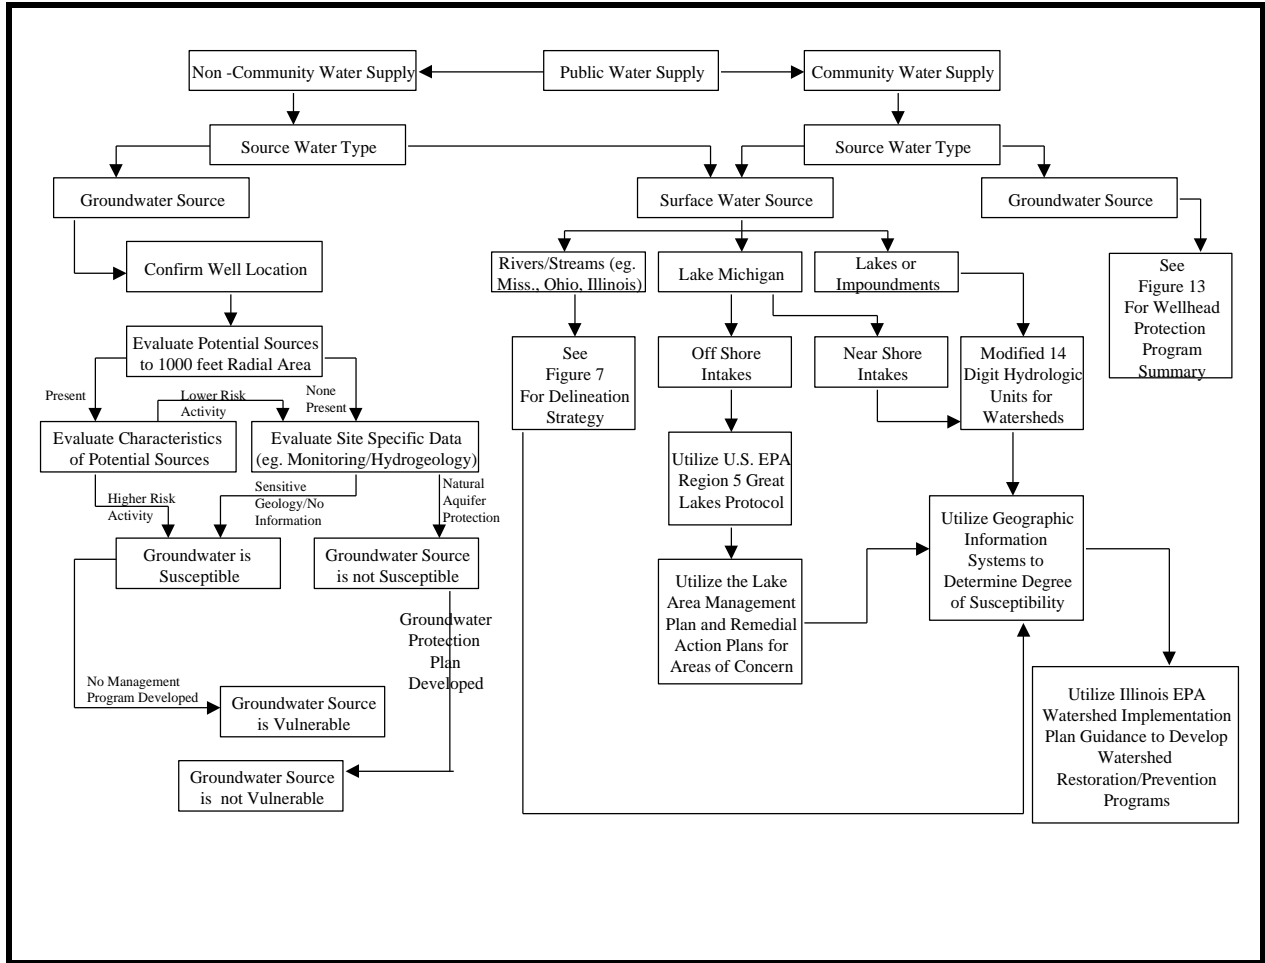 Non -Community Water Supply
Public Water Supply
Community Water Supply
Source Water Type
Source Water Type
Groundwater Source
Surface Water Source
Groundwater Source
Confirm Well Location
Rivers/Streams (eg.
Miss., Ohio, Illinois)
Lake Michigan
Lakes or
Impoundments
See
Figure 13
For Wellhead
Protection
Program
Summary
Evaluate Potential Sources
to 1000 feet Radial Area
See
Figure 7
For Delineation
Strategy
Off Shore
Intakes
Near Shore
Intakes
Modified 14
Digit Hydrologic
Units for
Watersheds
Present
Lower Risk
Activity
None
Present
Evaluate Characteristics
of Potential Sources
Evaluate Site Specific Data
(eg. Monitoring/Hydrogeology)
Utilize U.S. EPA
Region 5 Great
Lakes Protocol
Higher Risk
Activity
Sensitive
Geology/No
Information
Natural
Aquifer
Protection
Utilize Geographic
Information
Systems to
Determine Degree
of Susceptibility
Groundwater is
Susceptible
Groundwater Source
is not Susceptible
Utilize the Lake
Area Management
Plan and Remedial
Action Plans for
Areas of Concern
Groundwater
Protection
Plan
Developed
No Management
Program Developed
Groundwater Source
is Vulnerable
Utilize Illinois EPA
Watershed Implementation
Plan Guidance to Develop
Watershed
Restoration/Prevention
Programs
Groundwater Source
is  not Vulnerable